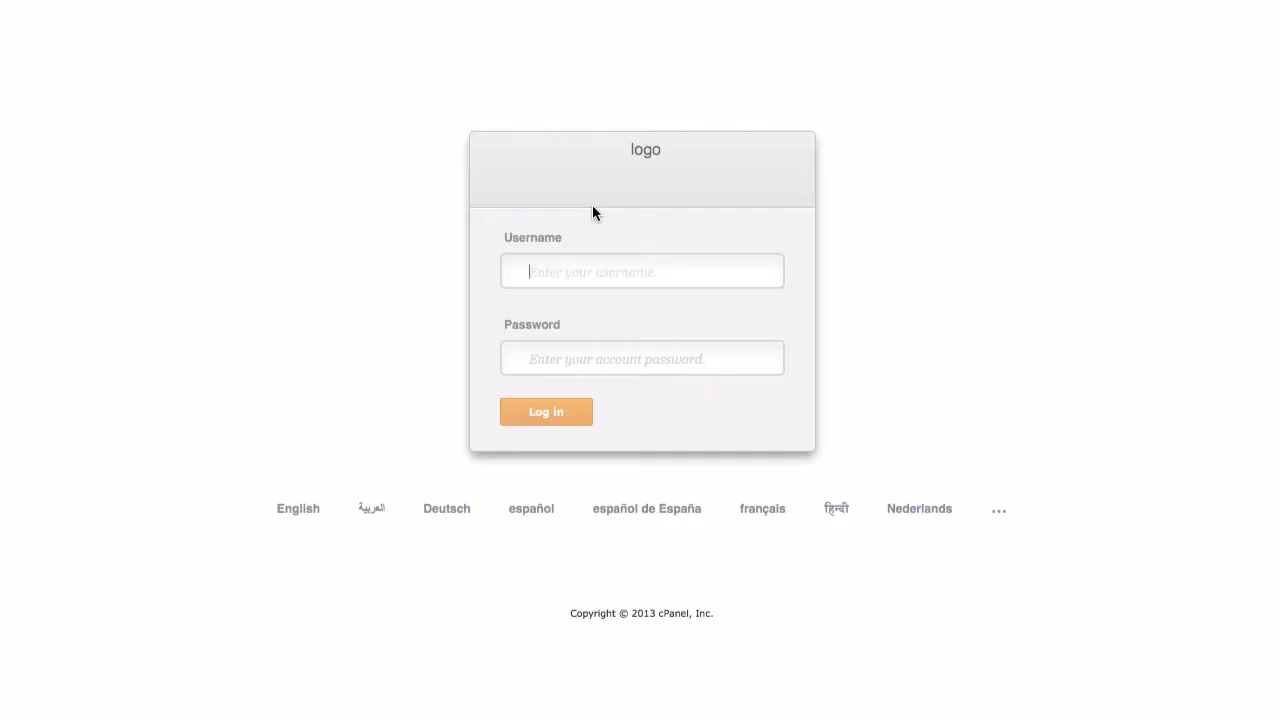 logo
Username
Enter your username.
Password
Enter your account password.
Log in
English العربية Deutsch español español de España français हिन्दी Nederlands ...
Copyright © 2013 cPanel, Inc.